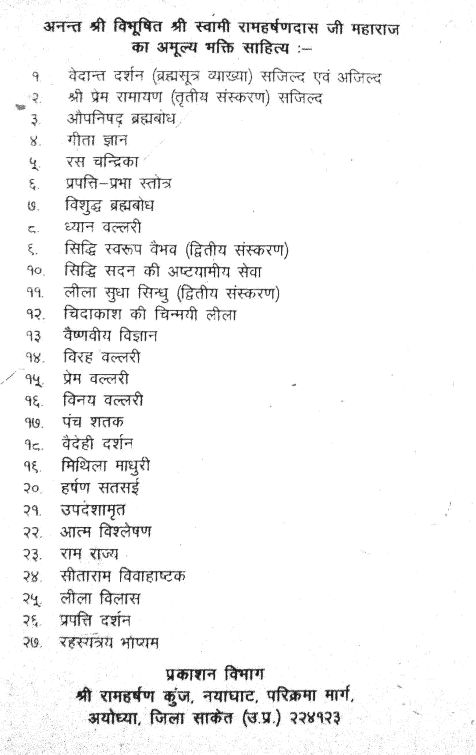 अनन्त श्री विभूषित श्री स्वामी रामहर्षणदास जी महाराज
का अमूल्य भक्ति साहित्य :–
१. वेदान्त दर्शन (ब्रह्मसूत्र व्याख्या) सजिल्द एवं अजिल्द
२. श्री प्रेम रामायण (तृतीय संस्करण) सजिल्द
३. औपनिषद ब्रह्मबोध
४. गीता ज्ञान
५. रस चन्द्रिका
६. प्रपत्ति–प्रभा स्तोत्र
७. विशुद्ध ब्रह्मबोध
८. ध्यान वल्लरी
६. सिद्धि स्वरूप वैभव (द्वितीय संस्करण)
१०. सिद्धि सदन की अष्टयामीय सेवा
११. लीला सुधा सिन्धु (द्वितीय संस्करण)
१२. चिदाकाश की चिन्मयी लीला
१३ वैष्णवीय विज्ञान
१४. विरह वल्लरी
१५. प्रेम वल्लरी
१६. विनय वल्लरी
१७. पंच शतक
१८. वैदेही दर्शन
१६. मिथिला माधुरी
२०. हर्षण सतसई
२१. उपदेशामृत
२२. आत्म विश्लेषण
२३. राम राज्य
२४. सीताराम विवाहाष्टक
२५. लीला विलास
२६. प्रपत्ति दर्शन
२७. रहस्यत्रय भाष्यम
प्रकाशन विभाग
श्री रामहर्षण कुंज, नयाघाट, परिक्रमा मार्ग,
अयोध्या, जिला साकेत (उ.प्र.) २२४१२३